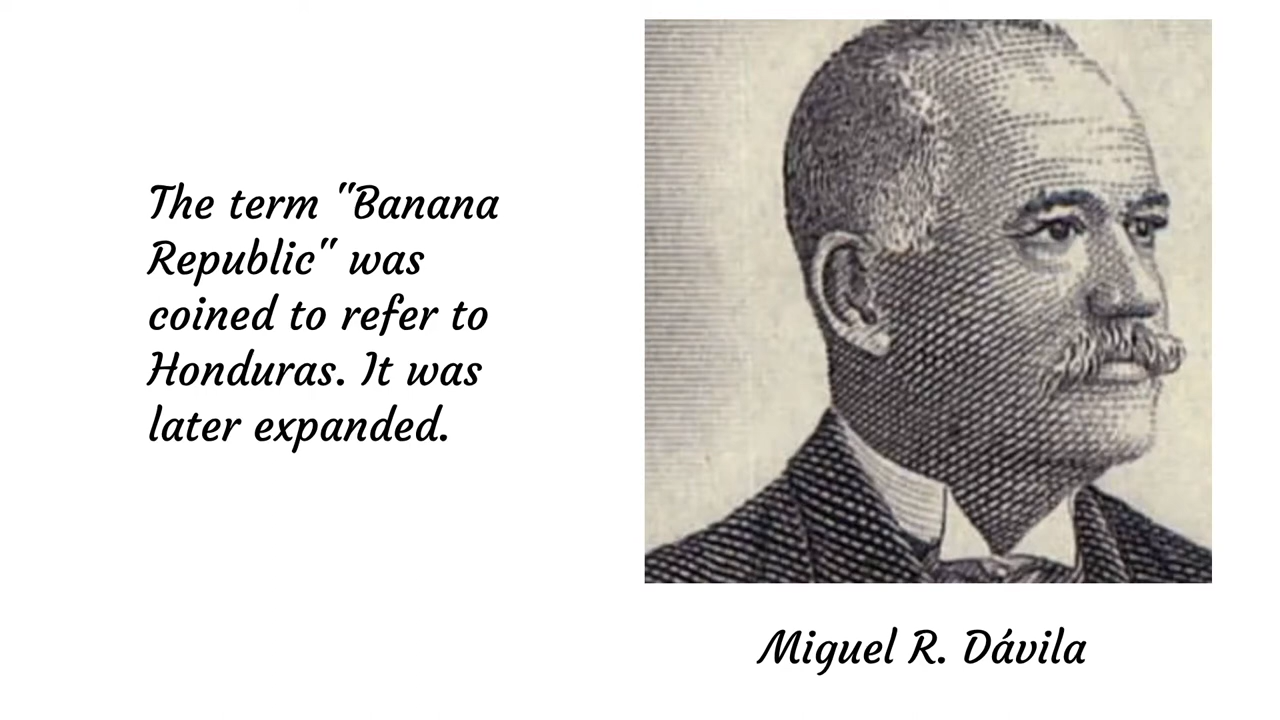 The term "Banana
Republic" was
coined to refer to
Honduras. It was
later expanded.
Miguel R. Dávila